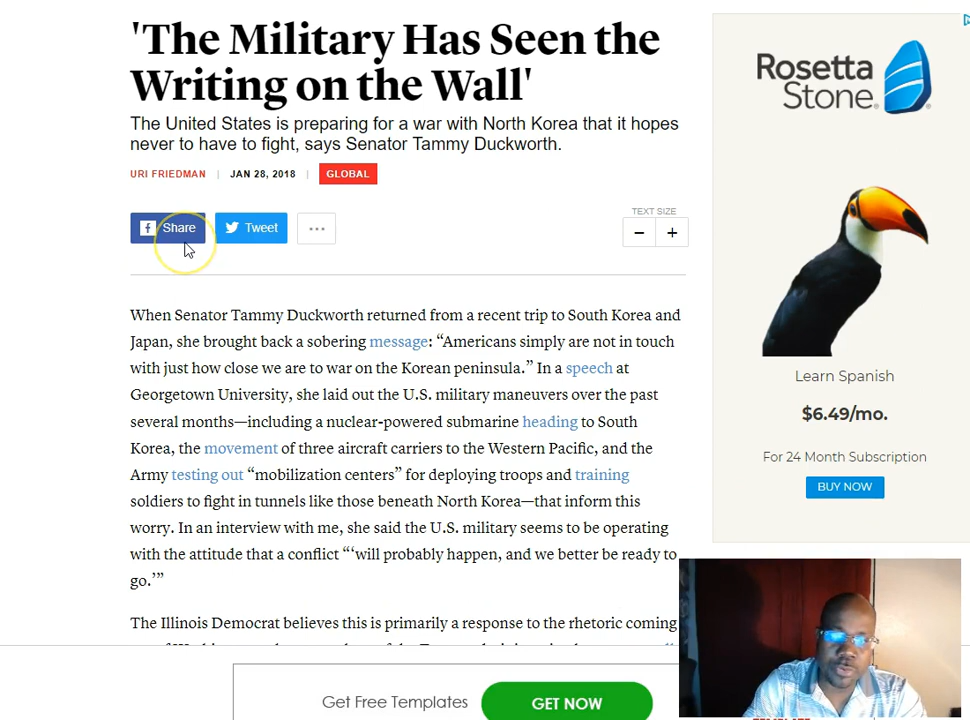 'The Military Has Seen the
Writing on the Wall'
The United States is preparing for a war with North Korea that it hopes
never to have to fight, says Senator Tammy Duckworth.
URI FRIEDMAN | JAN 28, 2018 | GLOBAL
Share Tweet ...
TEXT SIZE
− +
When Senator Tammy Duckworth returned from a recent trip to South Korea and
Japan, she brought back a sobering message: “Americans simply are not in touch
with just how close we are to war on the Korean peninsula.” In a speech at
Georgetown University, she laid out the U.S. military maneuvers over the past
several months—including a nuclear-powered submarine heading to South
Korea, the movement of three aircraft carriers to the Western Pacific, and the
Army testing out “mobilization centers” for deploying troops and training
soldiers to fight in tunnels like those beneath North Korea—that inform this
worry. In an interview with me, she said the U.S. military seems to be operating
with the attitude that a conflict “‘will probably happen, and we better be ready to
go.’”
The Illinois Democrat believes this is primarily a response to the rhetoric coming
Rosetta
Stone.
Learn Spanish
$6.49/mo.
For 24 Month Subscription
BUY NOW
Get Free Templates GET NOW